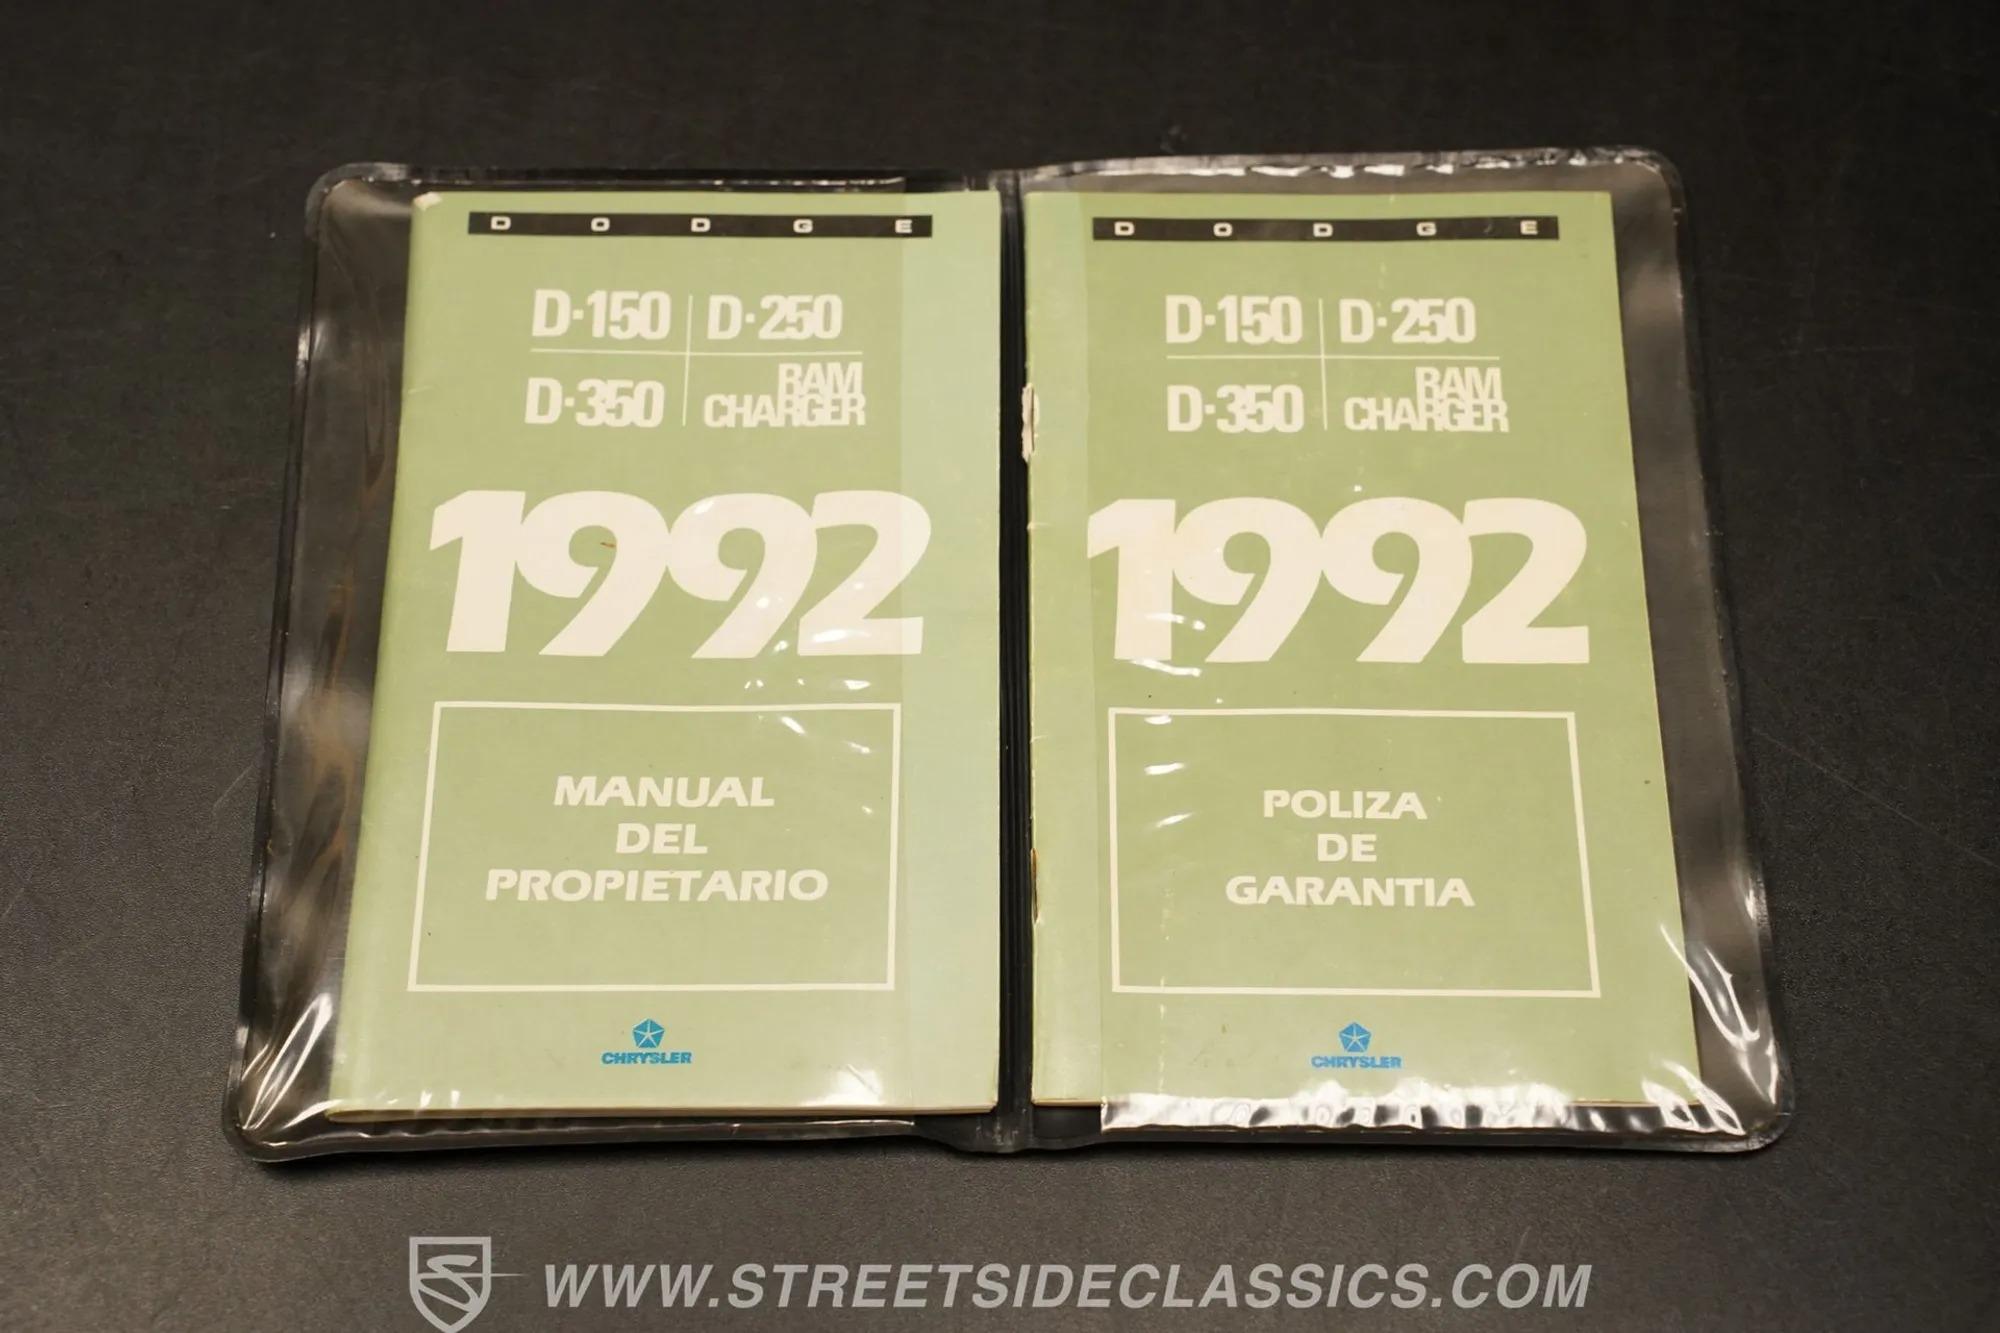 DODGE
D·150 D·250
D·350 RAM CHARGER
1992
MANUAL
DEL
PROPIETARIO
CHRYSLER
DODGE
D·150 D·250
D·350 RAM CHARGER
1992
POLIZA
DE
GARANTIA
CHRYSLER
WWW.STREETSIDECLASSICS.COM